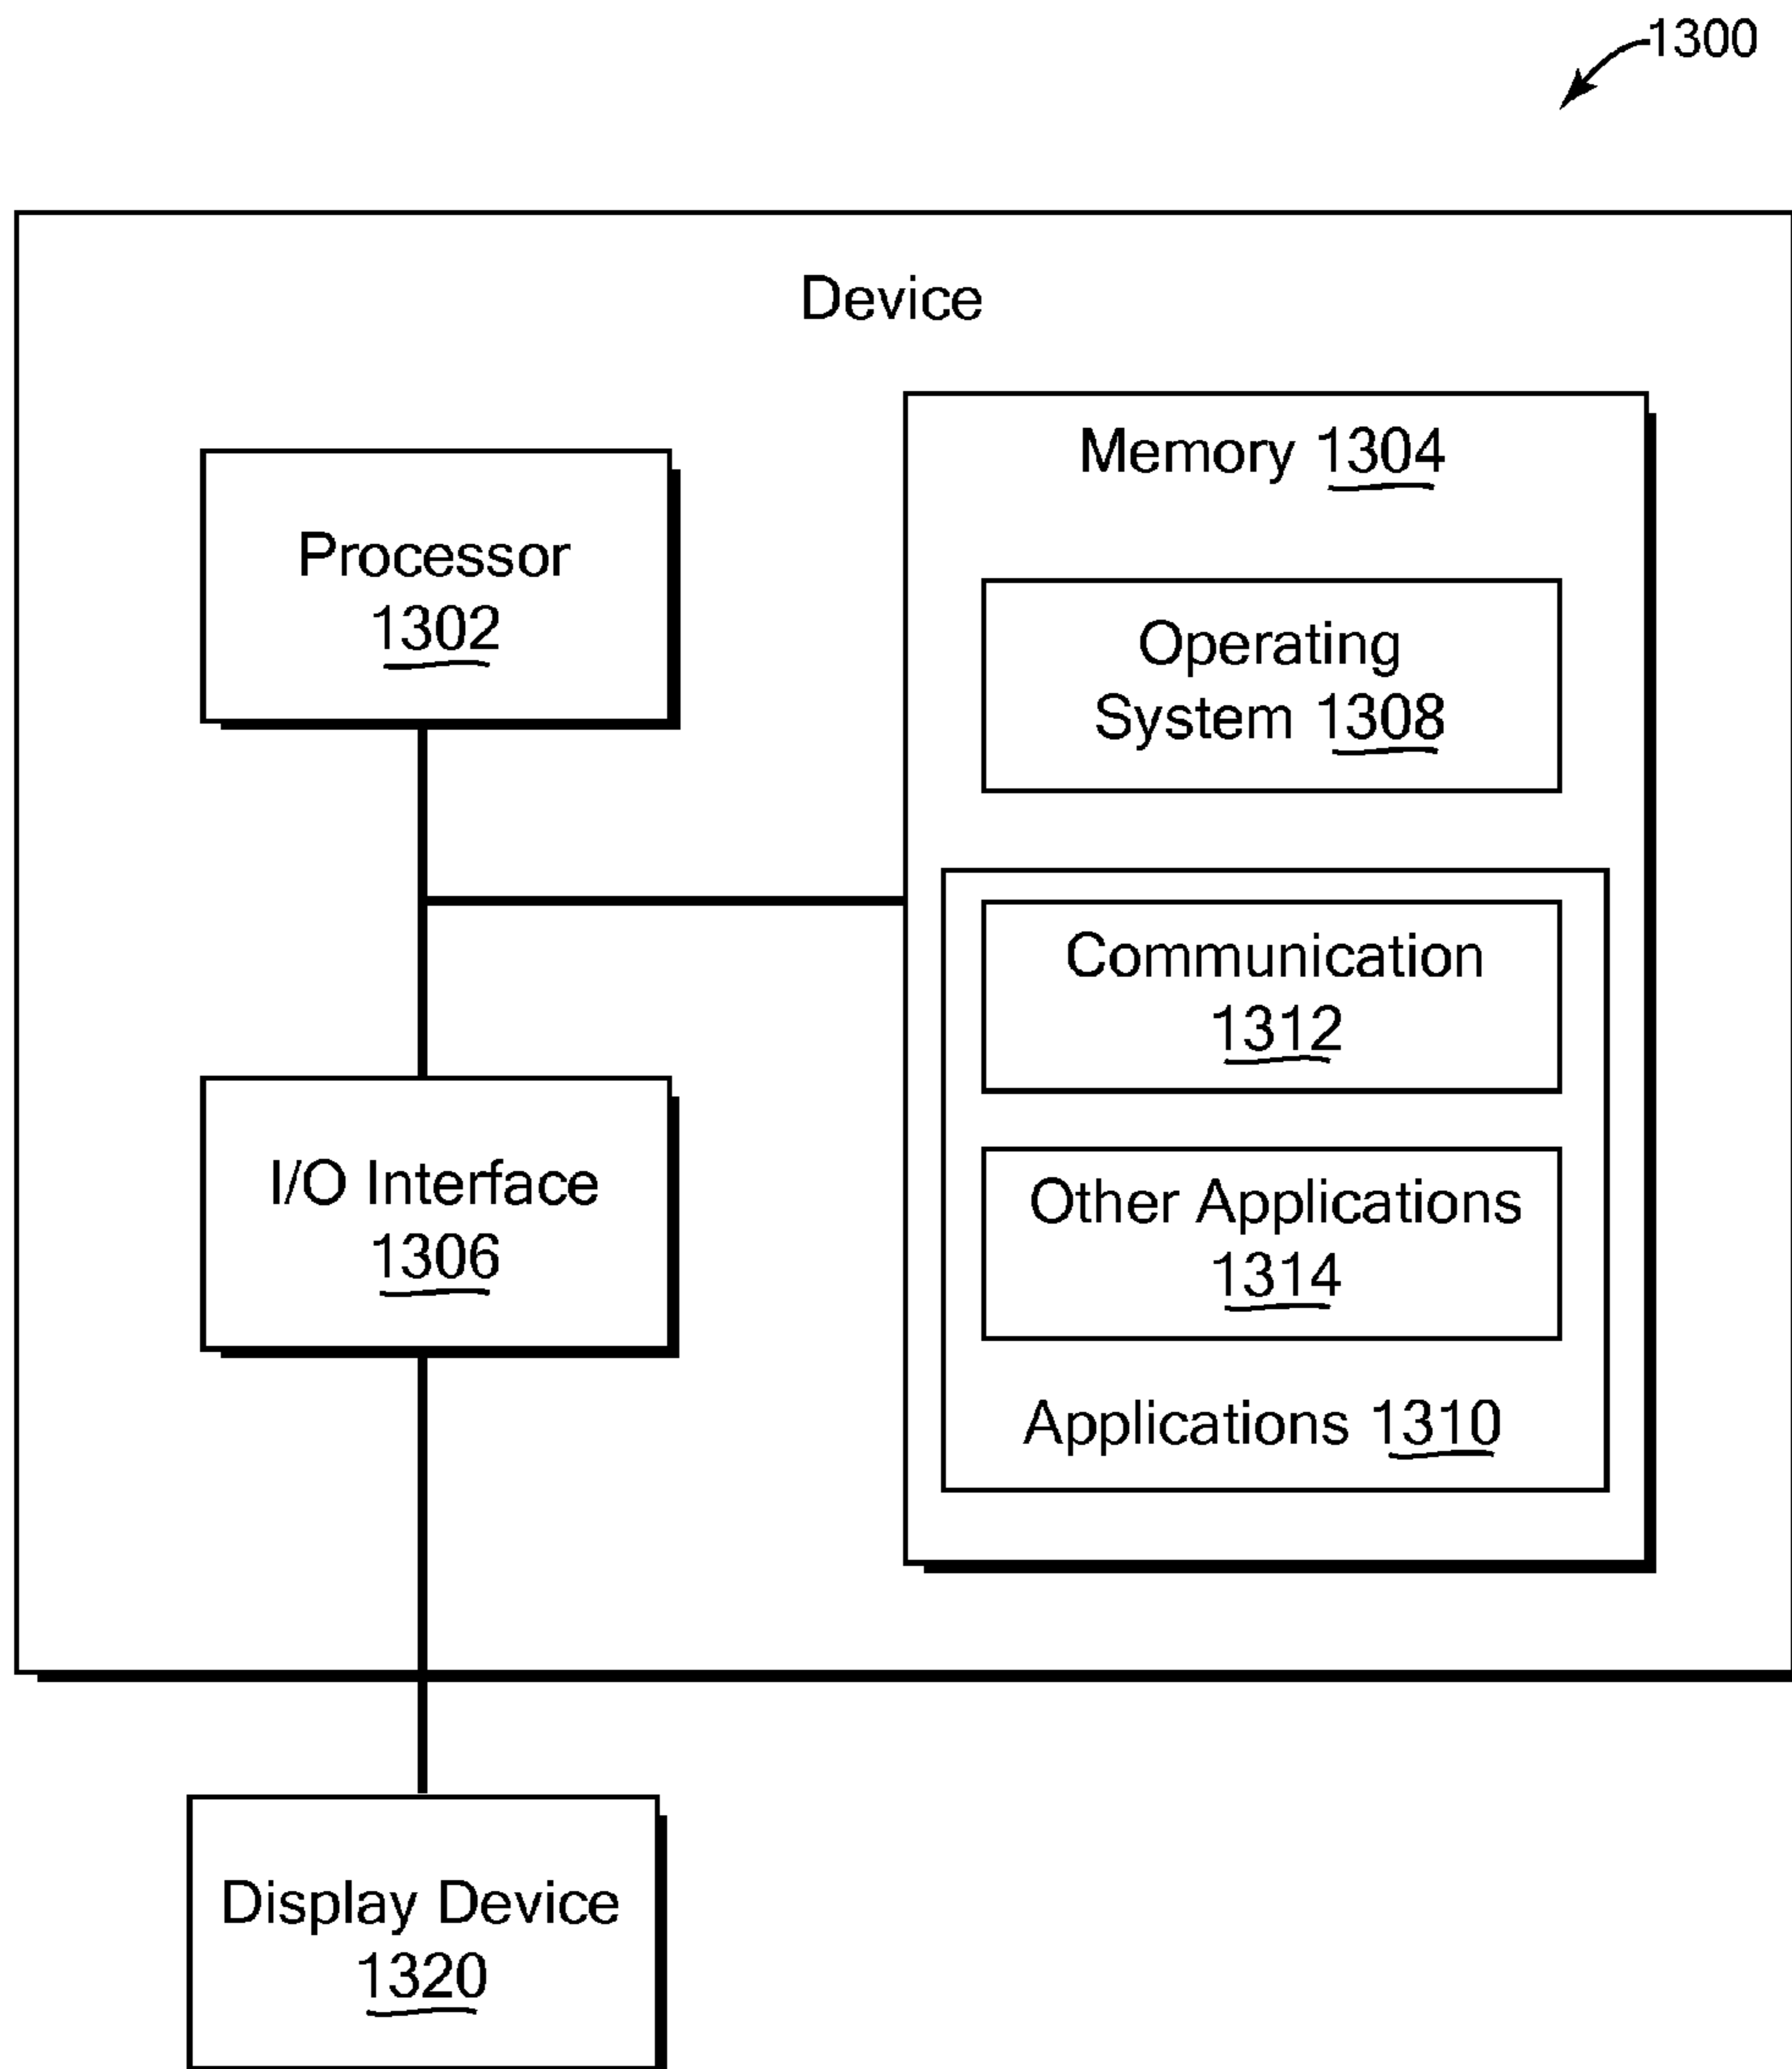 1300
Device
Processor
1302
Memory 1304
Operating
System 1308
Communication
1312
I/O Interface
1306
Other Applications
1314
Applications 1310
Display Device
1320